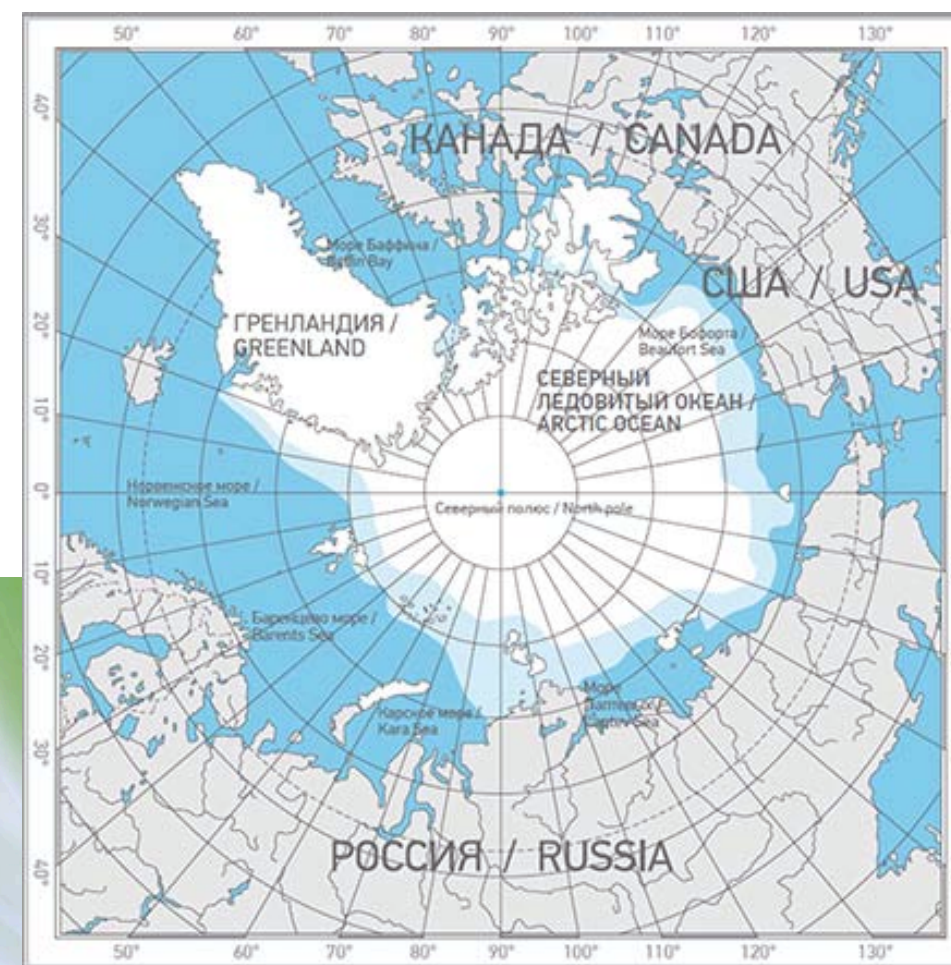 50° 60° 70° 80° 90° 100° 110° 120° 130°
40°
30°
20°
10°
0°
10°
20°
30°
40°
КАНАДА / CANADA
Море Баффина /
Baffin Bay
США / USA
ГРЕНЛАНДИЯ /
GREENLAND
Море Бофорта /
Beaufort Sea
СЕВЕРНЫЙ
ЛЕДОВИТЫЙ ОКЕАН /
ARCTIC OCEAN
Норвежское море /
Norwegian Sea
Северный полюс / North pole
Баренцево море /
Barents Sea
Карское море /
Kara Sea
Море
Лаптевых /
Laptev Sea
РОССИЯ / RUSSIA
50° 60° 70° 80° 90° 100° 110° 120° 130°